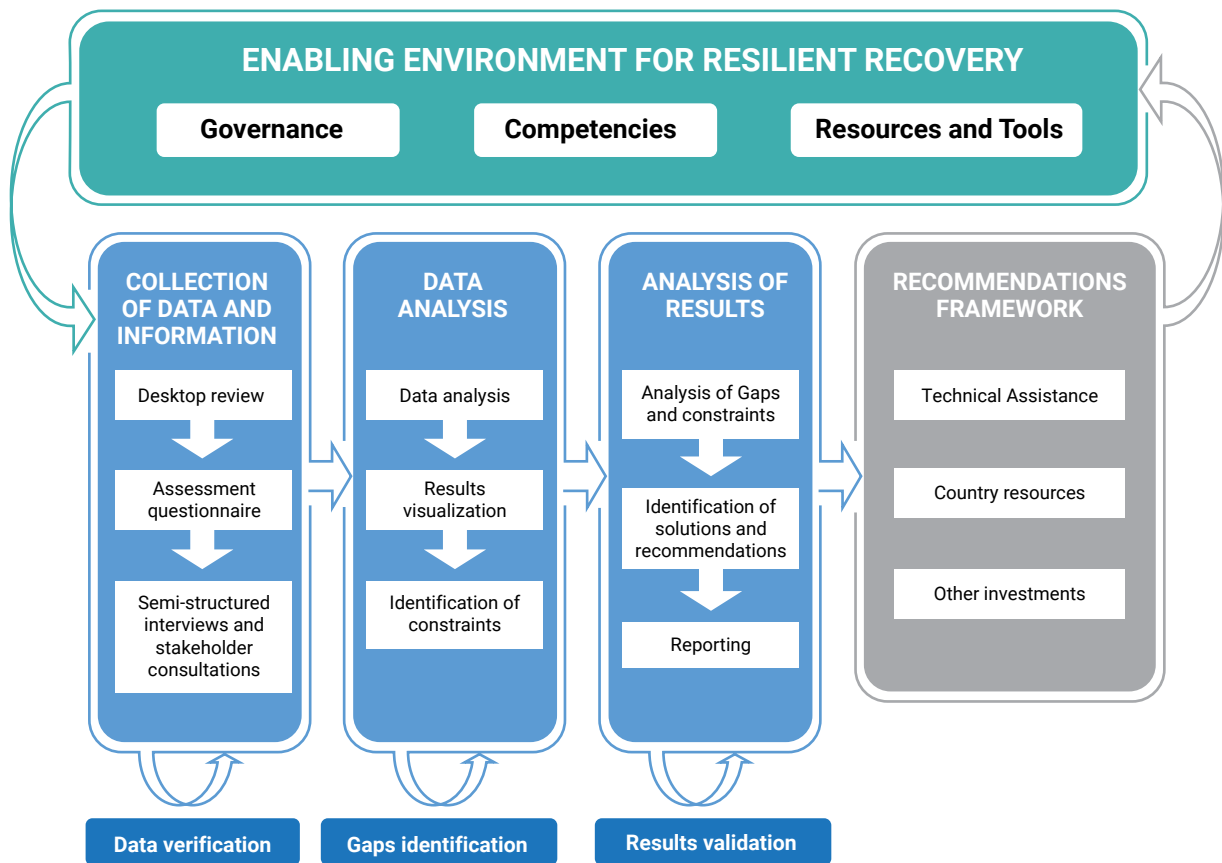 ENABLING ENVIRONMENT FOR RESILIENT RECOVERY
Governance
Competencies
Resources and Tools
COLLECTION
OF DATA AND
INFORMATION
Desktop review
Assessment
questionnaire
Semi-structured
interviews and
stakeholder
consultations
Data verification
DATA
ANALYSIS
Data analysis
Results
visualization
Identification of
constraints
Gaps identification
ANALYSIS OF
RESULTS
Analysis of Gaps
and constraints
Identification of
solutions and
recommendations
Reporting
Results validation
RECOMMENDATIONS
FRAMEWORK
Technical Assistance
Country resources
Other investments